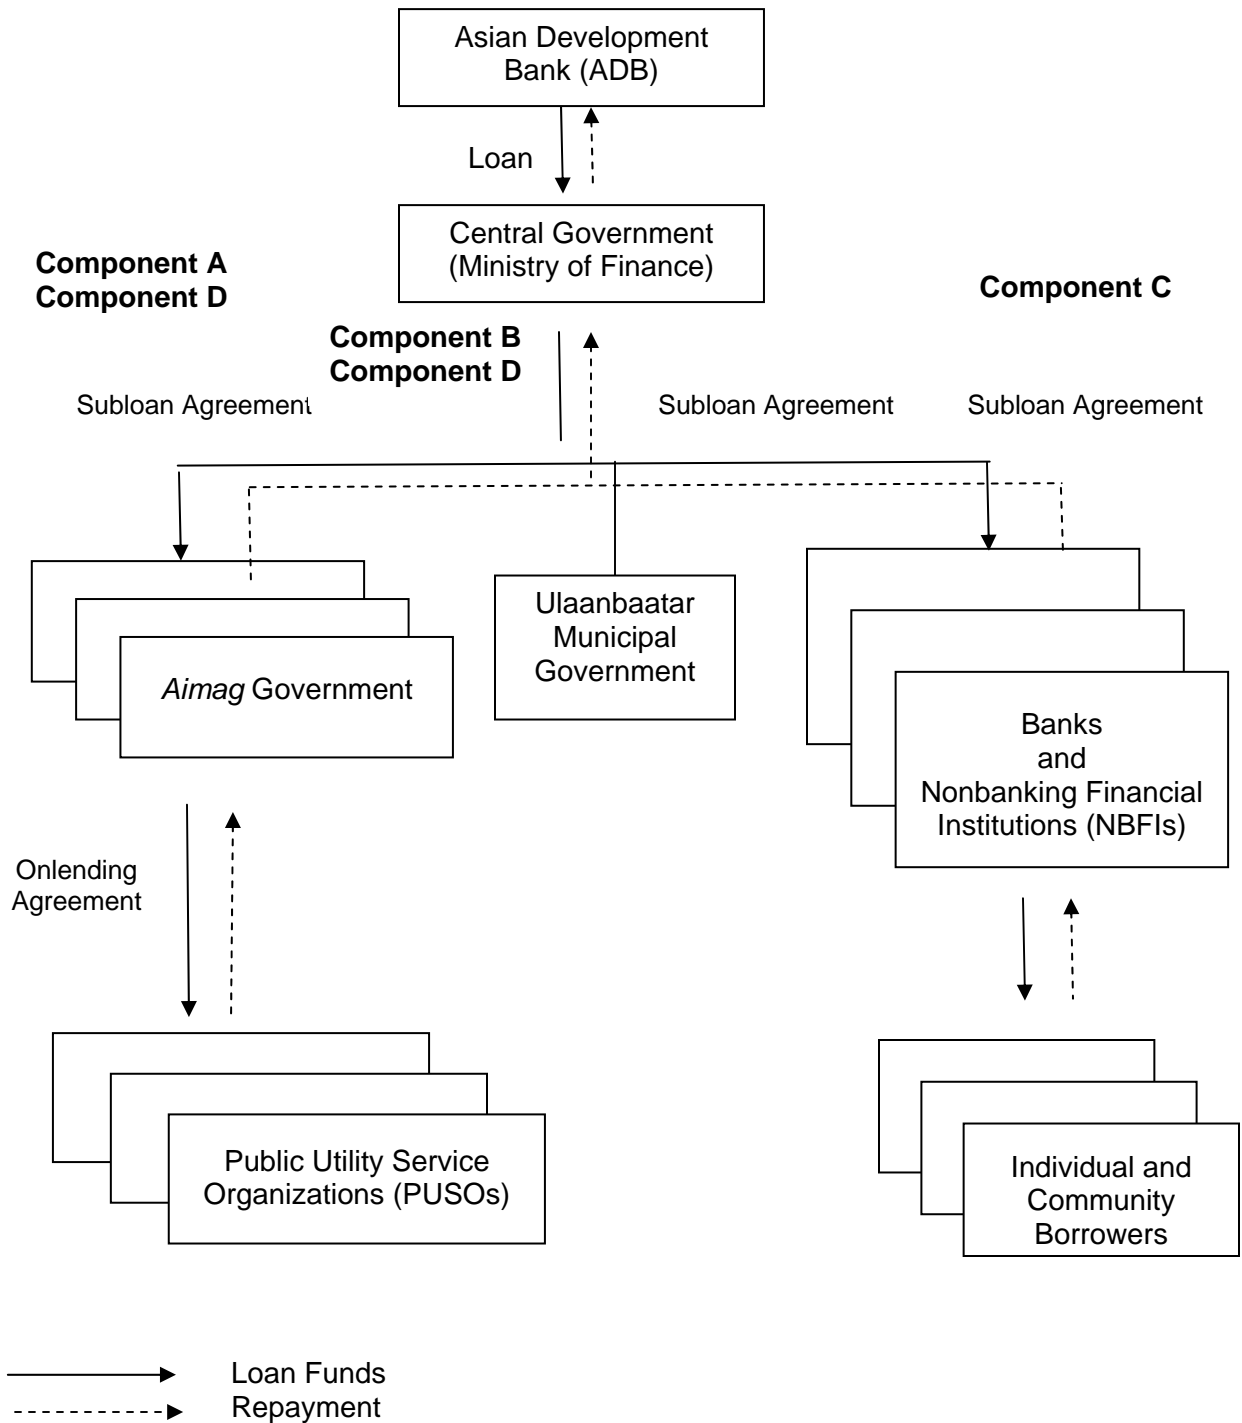 Asian Development
Bank (ADB)
Loan
Central Government
(Ministry of Finance)
Component A
Component D
Component C
Component B
Component D
Subloan Agreement
Subloan Agreement
Subloan Agreement
Aimag Government
Ulaanbaatar
Municipal
Government
Banks
and
Nonbanking Financial
Institutions (NBFIs)
Onlending
Agreement
Public Utility Service
Organizations (PUSOs)
Individual and
Community
Borrowers
Loan Funds
Repayment